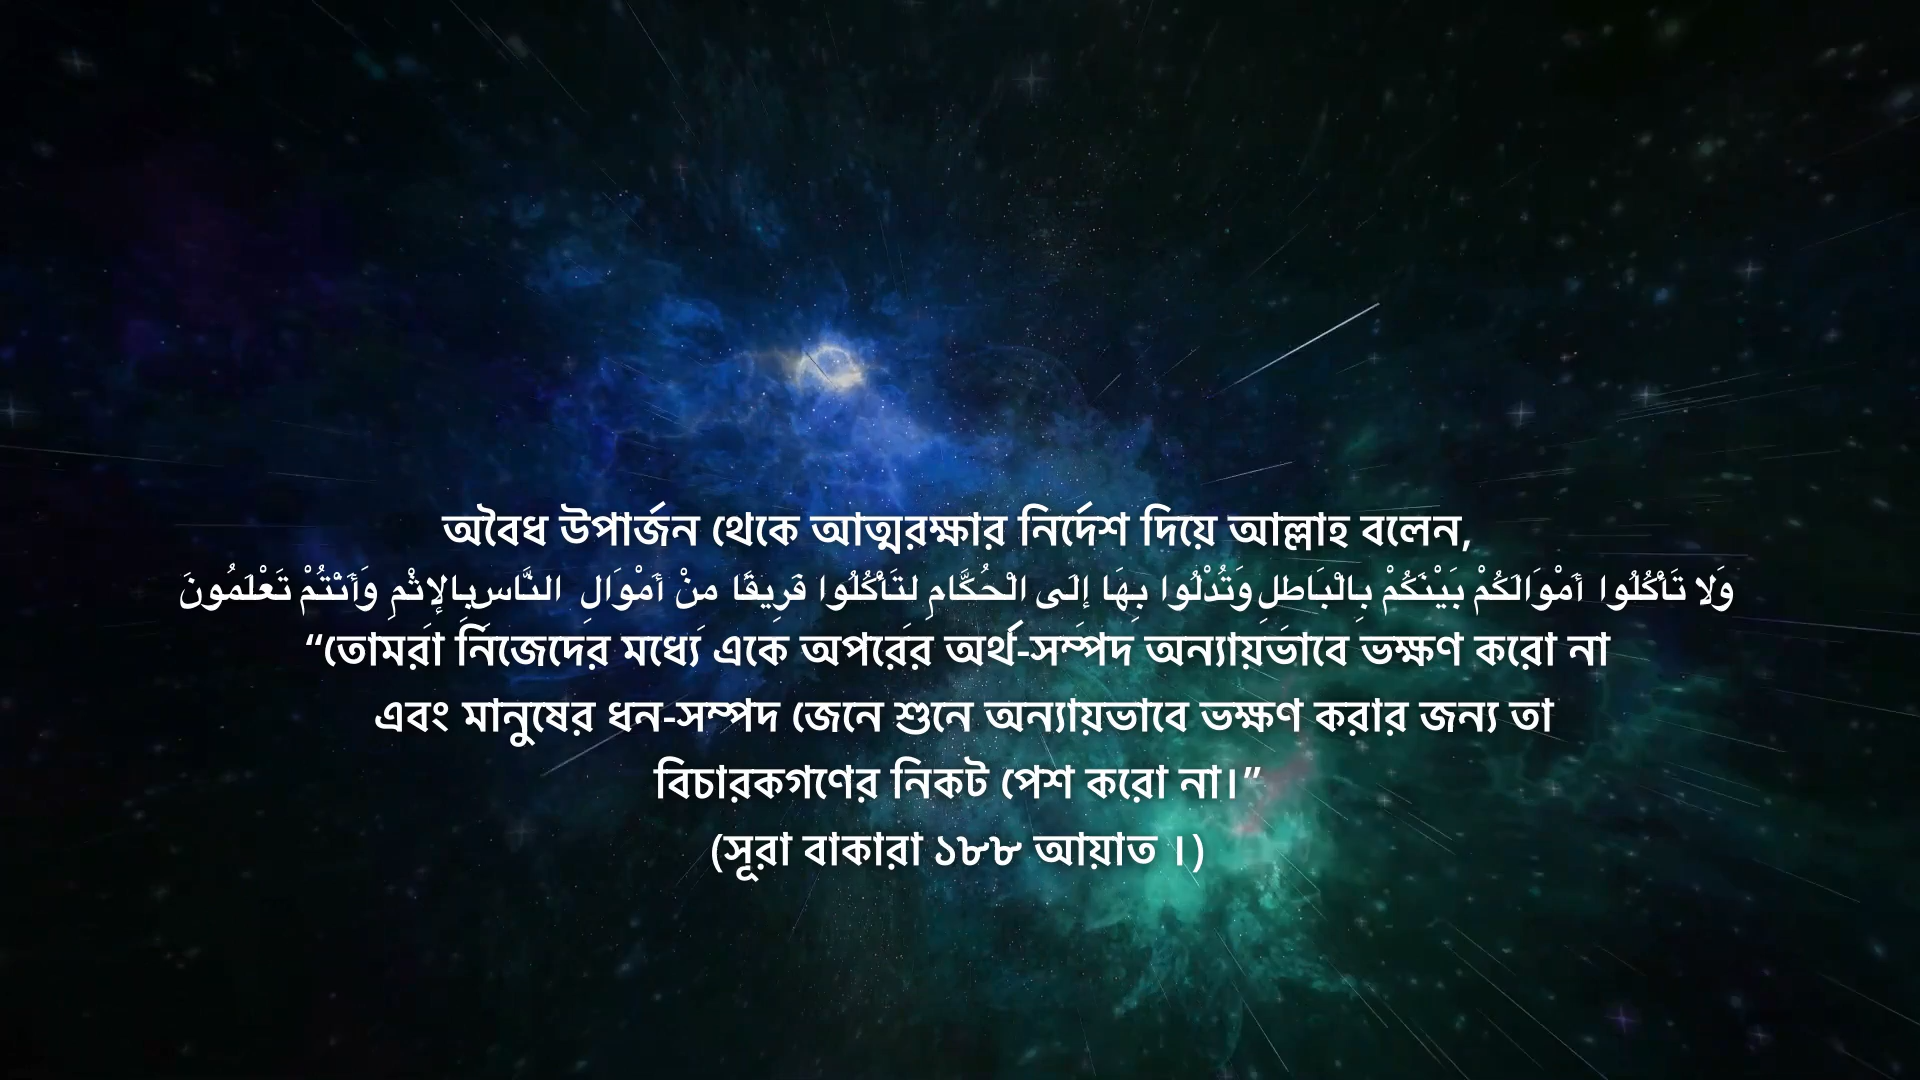 অবৈধ উপার্জন থেকে আত্মরক্ষার নির্দেশ দিয়ে আল্লাহ বলেন,
وَلا تَأْكُلُوا أَمْوَالَكُمْ بَيْنَكُمْ بِالْبَاطِلِ وَتُدْلُوا بِهَا إِلَى الْحُكَّامِ لِتَأْكُلُوا فَرِيقًا مِنْ أَمْوَالِ النَّاسِ بِالإِثْمِ وَأَنْتُمْ تَعْلَمُونَ
“তোমরা নিজেদের মধ্যে একে অপরের অর্থ-সম্পদ অন্যায়ভাবে ভক্ষণ করো না
এবং মানুষের ধন-সম্পদ জেনে শুনে অন্যায়ভাবে ভক্ষণ করার জন্য তা
বিচারকগণের নিকট পেশ করো না।”
(সূরা বাকারা ১৮৮ আয়াত ।)